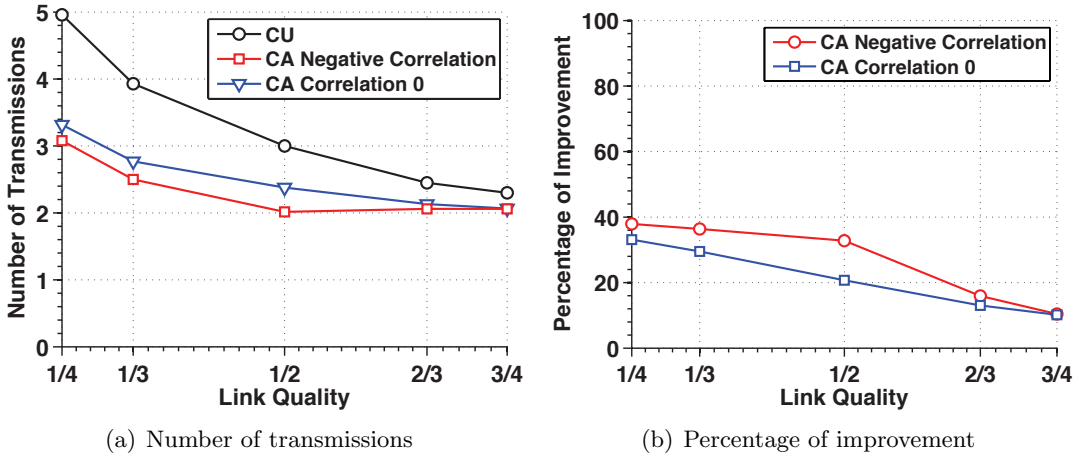 5
4
3
2
1
0
Number of Transmissions
CU
CA Negative Correlation
CA Correlation 0
1/4
1/3
1/2
2/3
3/4
Link Quality
(a) Number of transmissions
100
80
60
40
20
0
Percentage of Improvement
CA Negative Correlation
CA Correlation 0
1/4
1/3
1/2
2/3
3/4
Link Quality
(b) Percentage of improvement